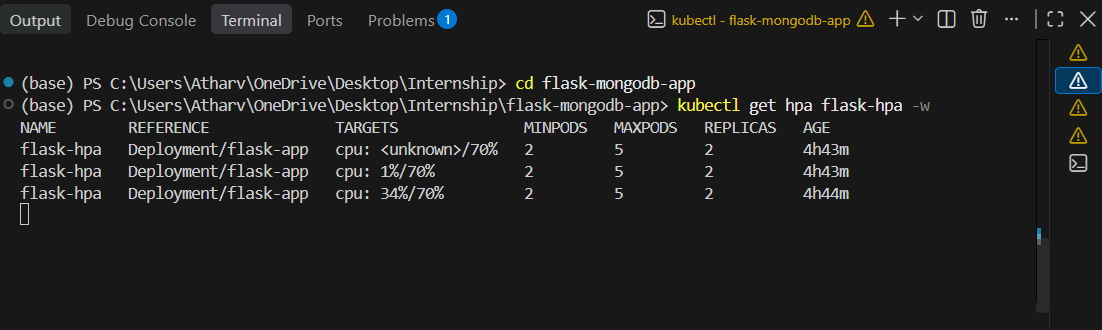 Output Debug Console Terminal Ports Problems 1 kubectl - flask-mongodb-app
(base) PS C:\Users\Atharv\OneDrive\Desktop\Internship> cd flask-mongodb-app
(base) PS C:\Users\Atharv\OneDrive\Desktop\Internship\flask-mongodb-app> kubectl get hpa flask-hpa -w
NAME REFERENCE TARGETS MINPODS MAXPODS REPLICAS AGE
flask-hpa Deployment/flask-app cpu: <unknown>/70% 2 5 2 4h43m
flask-hpa Deployment/flask-app cpu: 1%/70% 2 5 2 4h43m
flask-hpa Deployment/flask-app cpu: 34%/70% 2 5 2 4h44m